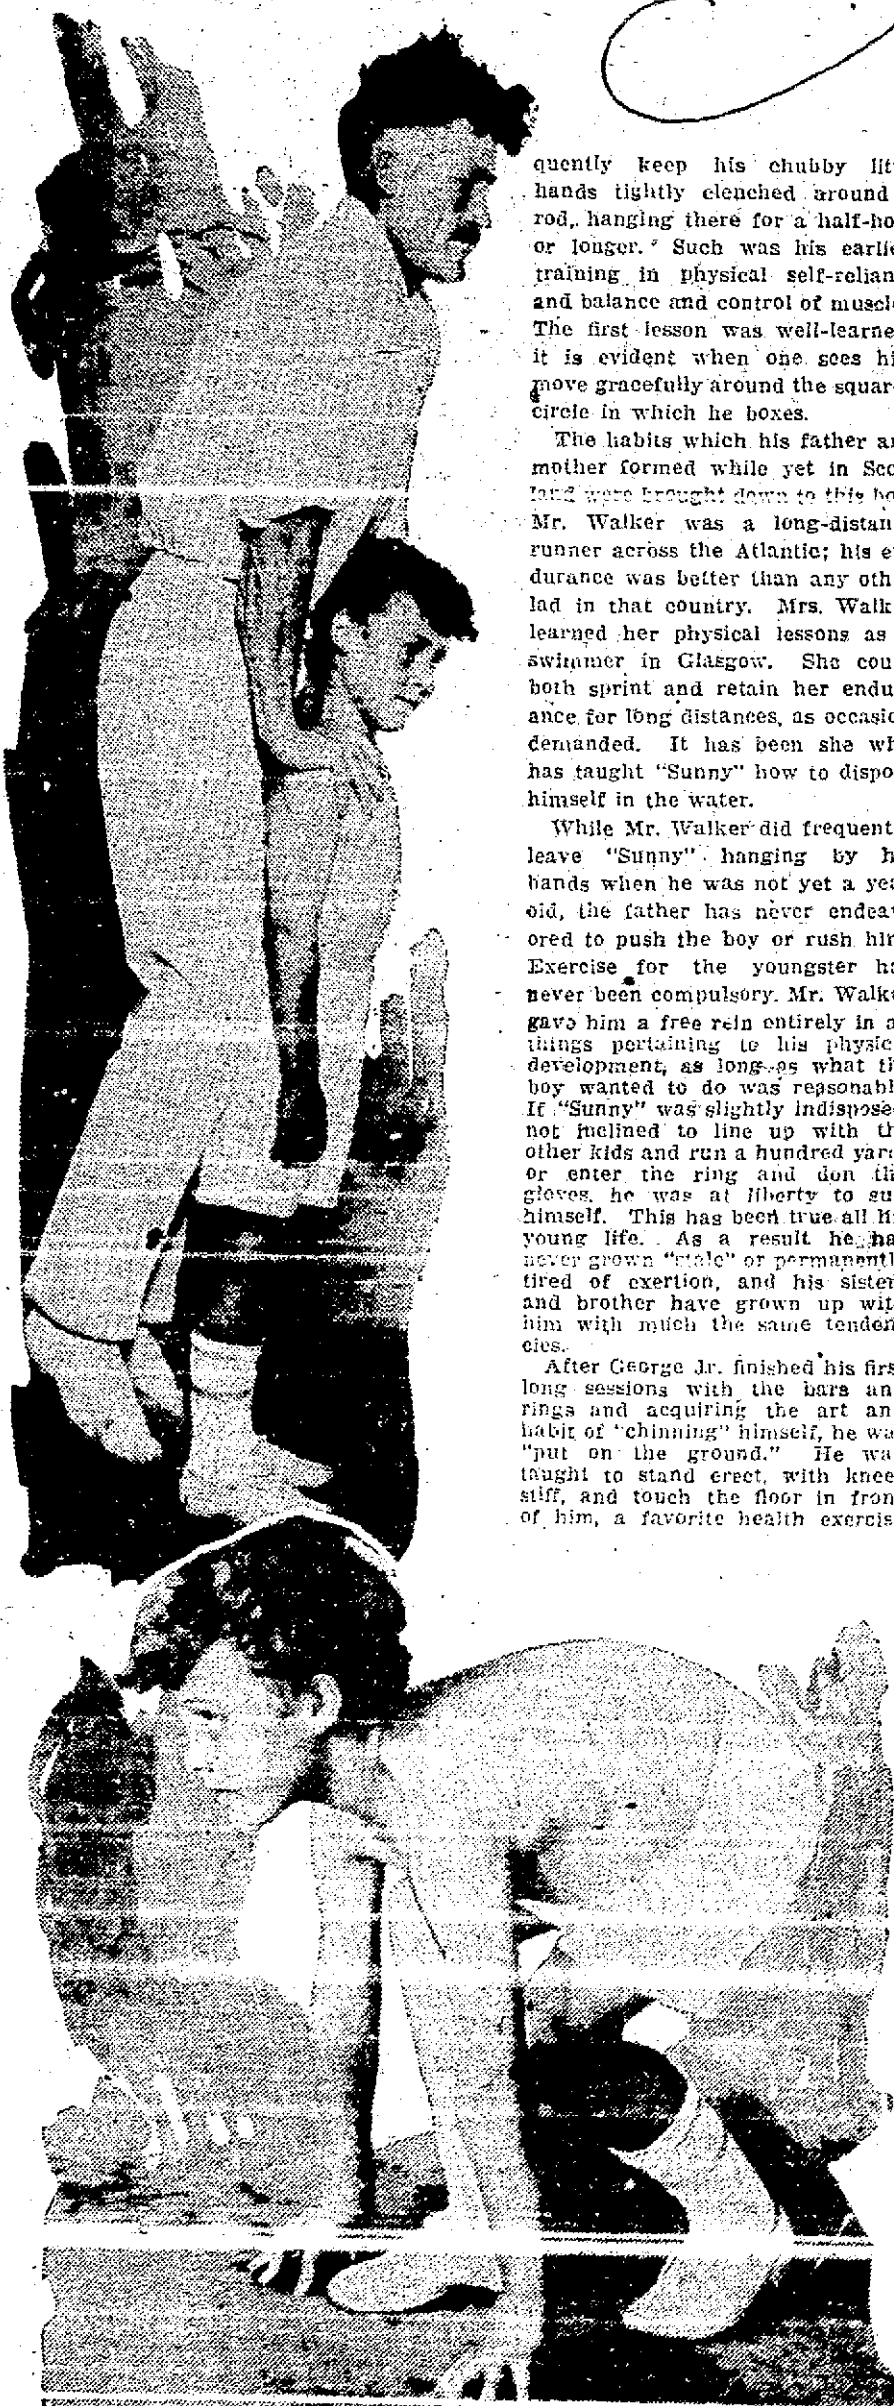 quently keep his chubby lit
hands tightly clenched around
rod, hanging there for a half-ho
or longer. Such was his earlie
training in physical self-relian
and balance and control of muscle
The first lesson was well-learne
it is evident when one sees hi
move gracefully around the squar
circle in which he boxes.
The habits which his father a
mother formed while yet in Sco
land were brought down to this bo
Mr. Walker was a long-distan
runner across the Atlantic; his e
durance was better than any oth
lad in that country. Mrs. Walk
learned her physical lessons as
swimmer in Glasgow. She cou
both sprint and retain her endu
ance for long distances, as occasio
demanded. It has been she wh
has taught "Sunny" how to dispo
himself in the water.
While Mr. Walker did frequent
leave "Sunny" hanging by h
hands when he was not yet a yea
old, the father has never endeav
ored to push the boy or rush him
Exercise for the youngster ha
never been compulsory. Mr. Walke
gave him a free rein entirely in a
things pertaining to his physic
development, as long as what th
boy wanted to do was reasonabl
If "Sunny" was slightly indispose
not inclined to line up with th
other kids and run a hundred yard
or enter the ring and don th
gloves, he was at liberty to su
himself. This has been true all hi
young life. As a result he ha
never grown "stale" or permanentl
tired of exertion, and his sister
and brother have grown up wit
him with much the same tenden
cies.
After George Jr. finished his firs
long sessions with the bars an
rings and acquiring the art an
habit of "chinning" himself, he wa
"put on the ground." He wa
taught to stand erect, with knee
stiff, and touch the floor in fron
of him, a favorite health exercis